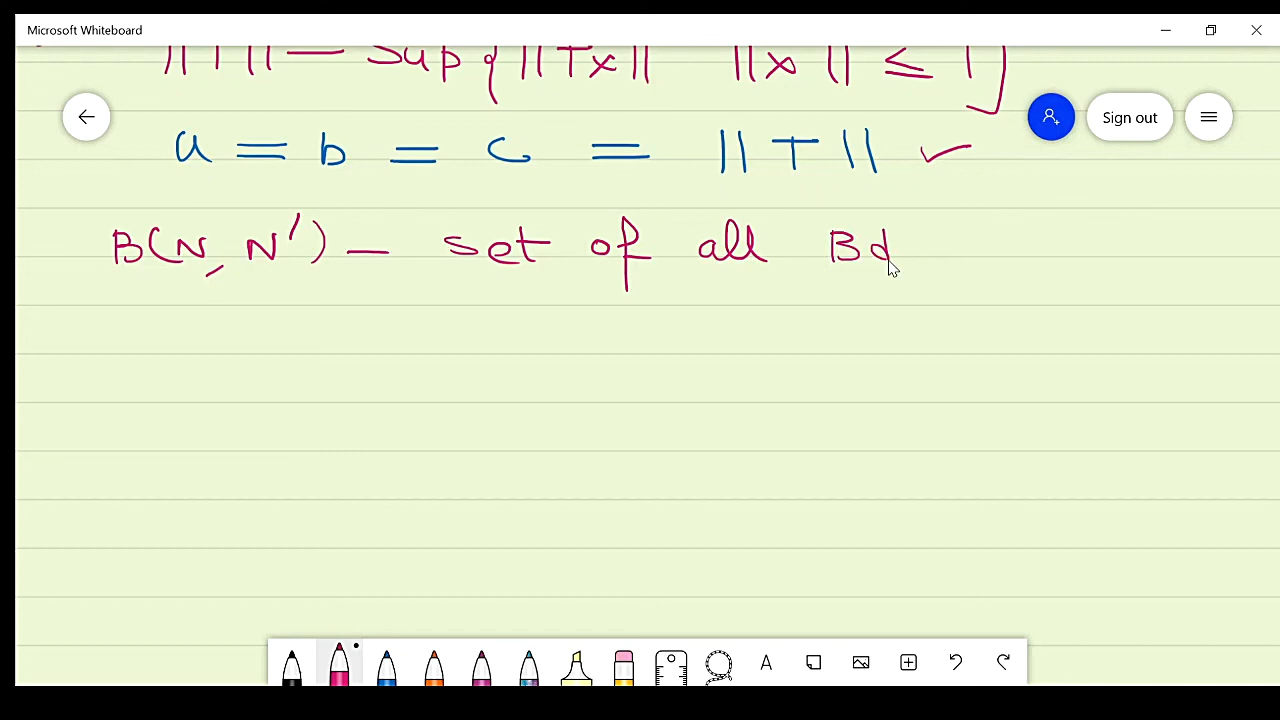 Microsoft Whiteboard
||T|| = Sup{||Tx|| ||x|| ≤ 1}
Sign out
a = b = c = ||T|| ✓
B(N, N') - set of all Bd
A